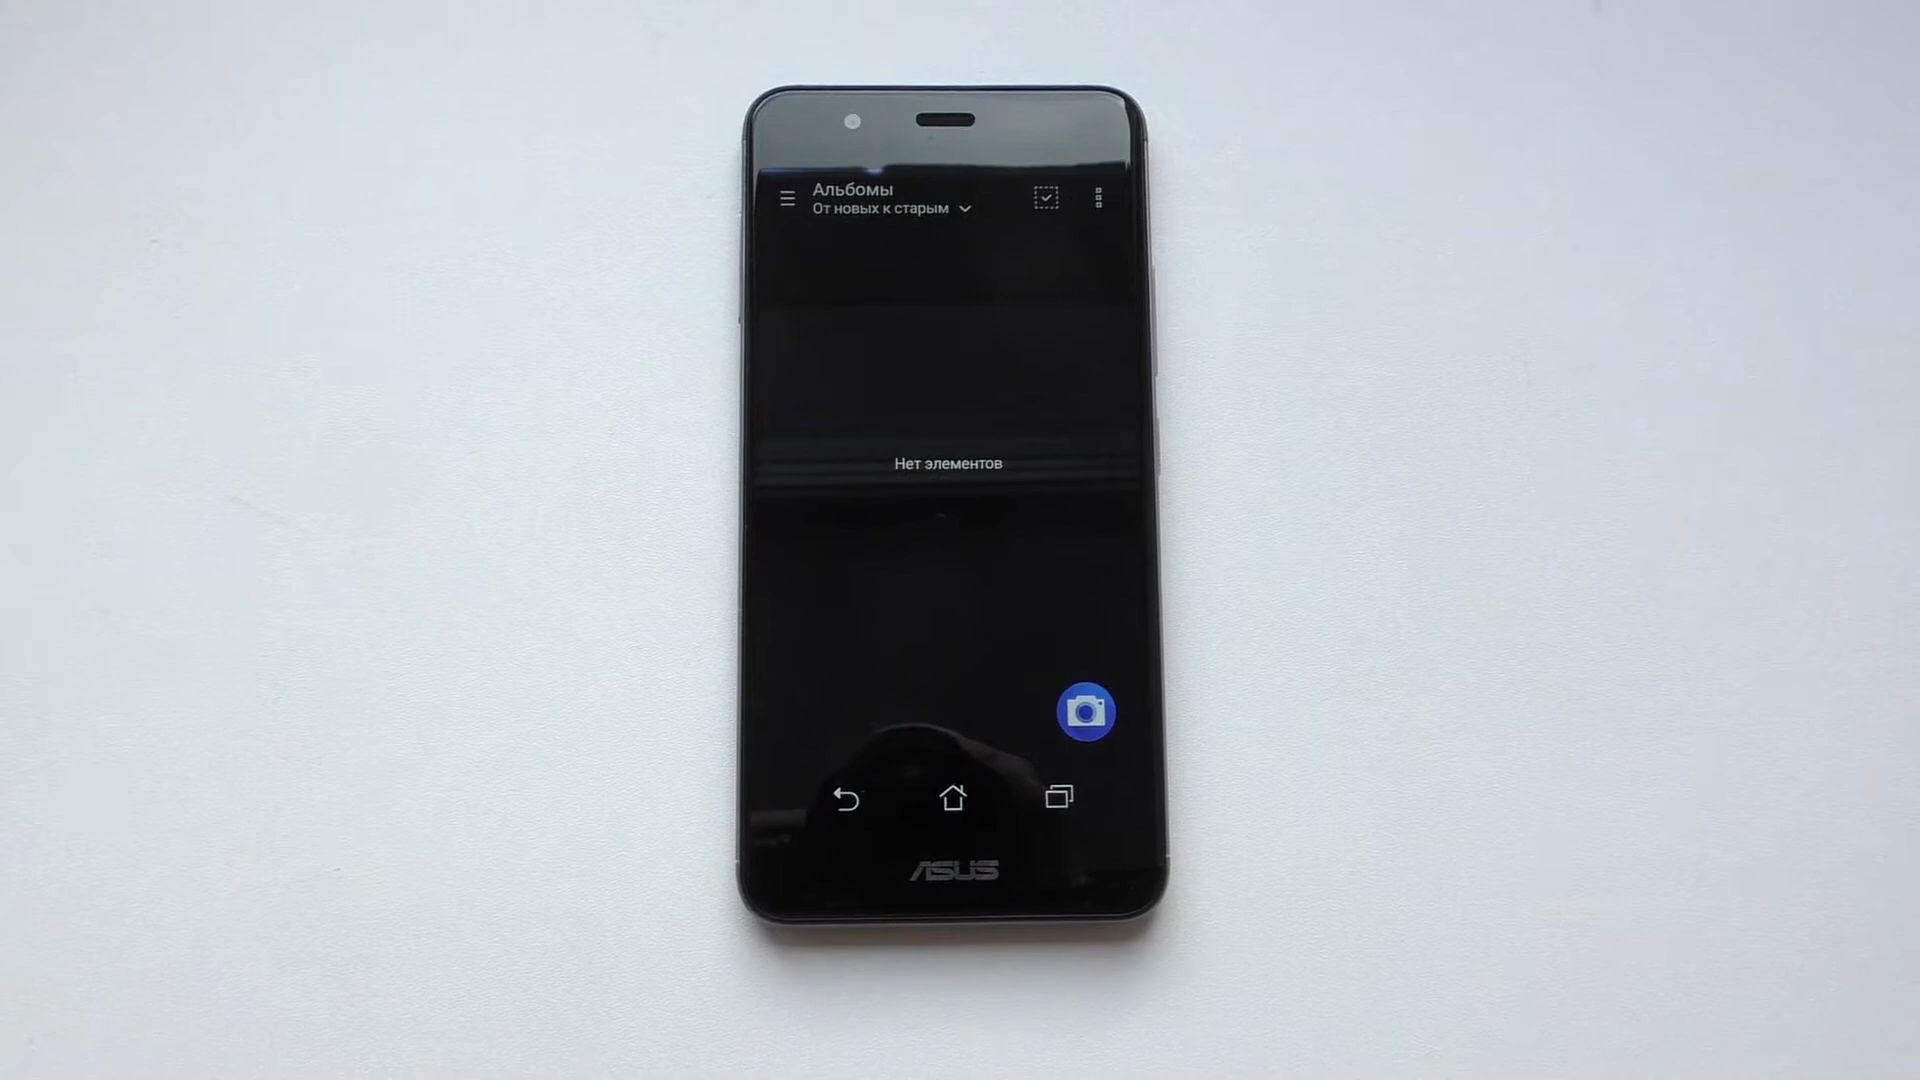 Альбомы
От новых к старым
Нет элементов
ASUS